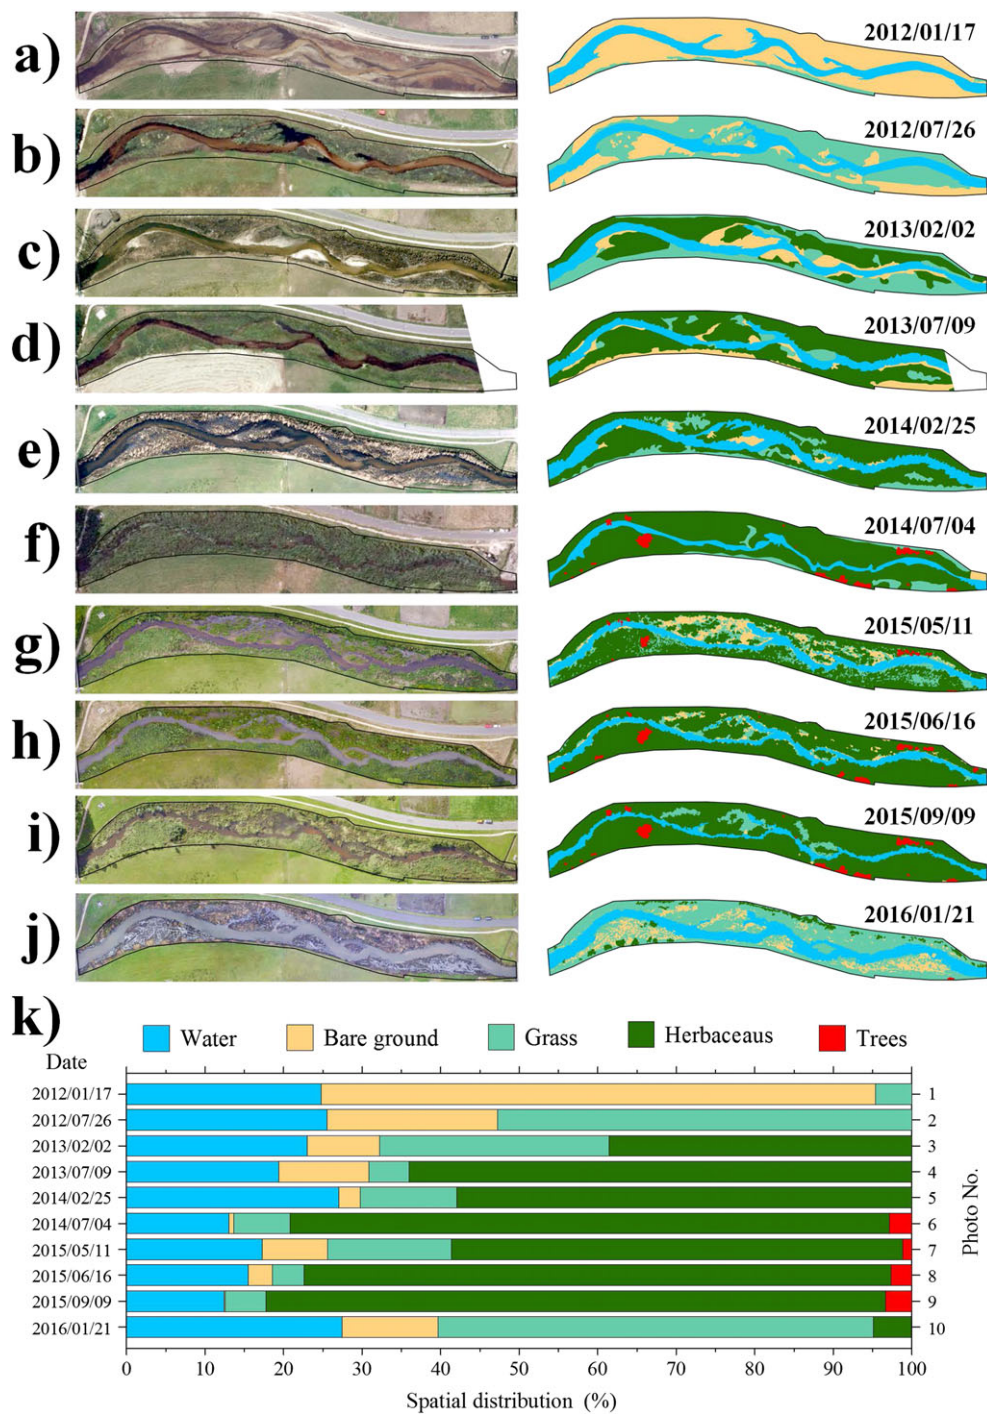 a)
2012/01/17
b)
2012/07/26
c)
2013/02/02
d)
2013/07/09
e)
2014/02/25
f)
2014/07/04
g)
2015/05/11
h)
2015/06/16
i)
2015/09/09
j)
2016/01/21
k)
Water Bare ground Grass Herbaceaus Trees
Date
2012/01/17 1
2012/07/26 2
2013/02/02 3
2013/07/09 4
2014/02/25 5
2014/07/04 6
2015/05/11 7
2015/06/16 8
2015/09/09 9
2016/01/21 10
Photo No.
0 10 20 30 40 50 60 70 80 90 100
Spatial distribution (%)